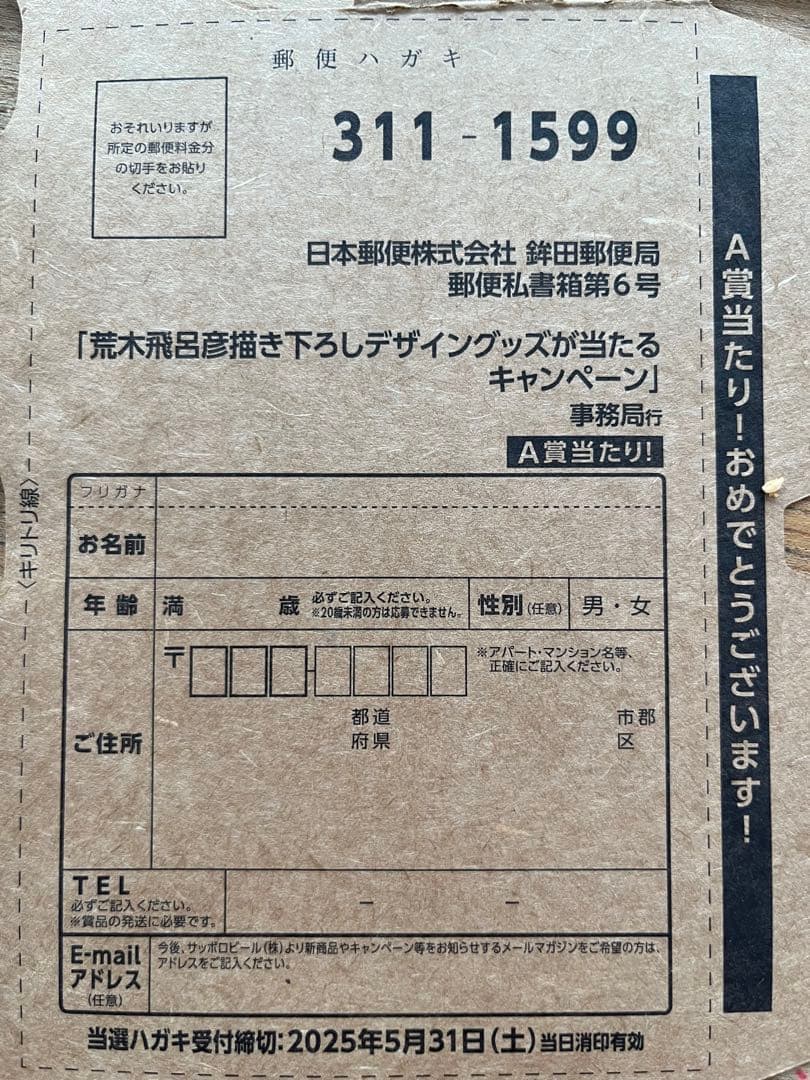 郵便ハガキ
おそれいりますが
所定の郵便料金分
の切手をお貼り
ください。
311-1599
日本郵便株式会社 鉾田郵便局
郵便私書箱第6号
「荒木飛呂彦描き下ろしデザイングッズが当たる
キャンペーン」
事務局行
A賞当たり!
フリガナ
お名前
年齢 満 歳 必ずご記入ください。
※20歳未満の方は応募できません。
性別(任意) 男・女
ご住所
〒 -
※アパート・マンション名等、
正確にご記入ください。
都道
府県
市郡
区
TEL
必ずご記入ください。
※賞品の発送に必要です。
− −
E-mail
アドレス
(任意)
今後、サッポロビール(株)より新商品やキャンペーン等をお知らせするメールマガジンをご希望の方は、
アドレスをご記入ください。
当選ハガキ受付締切:2025年5月31日(土)当日消印有効
〈キリトリ線〉
A賞当たり!おめでとうございます!